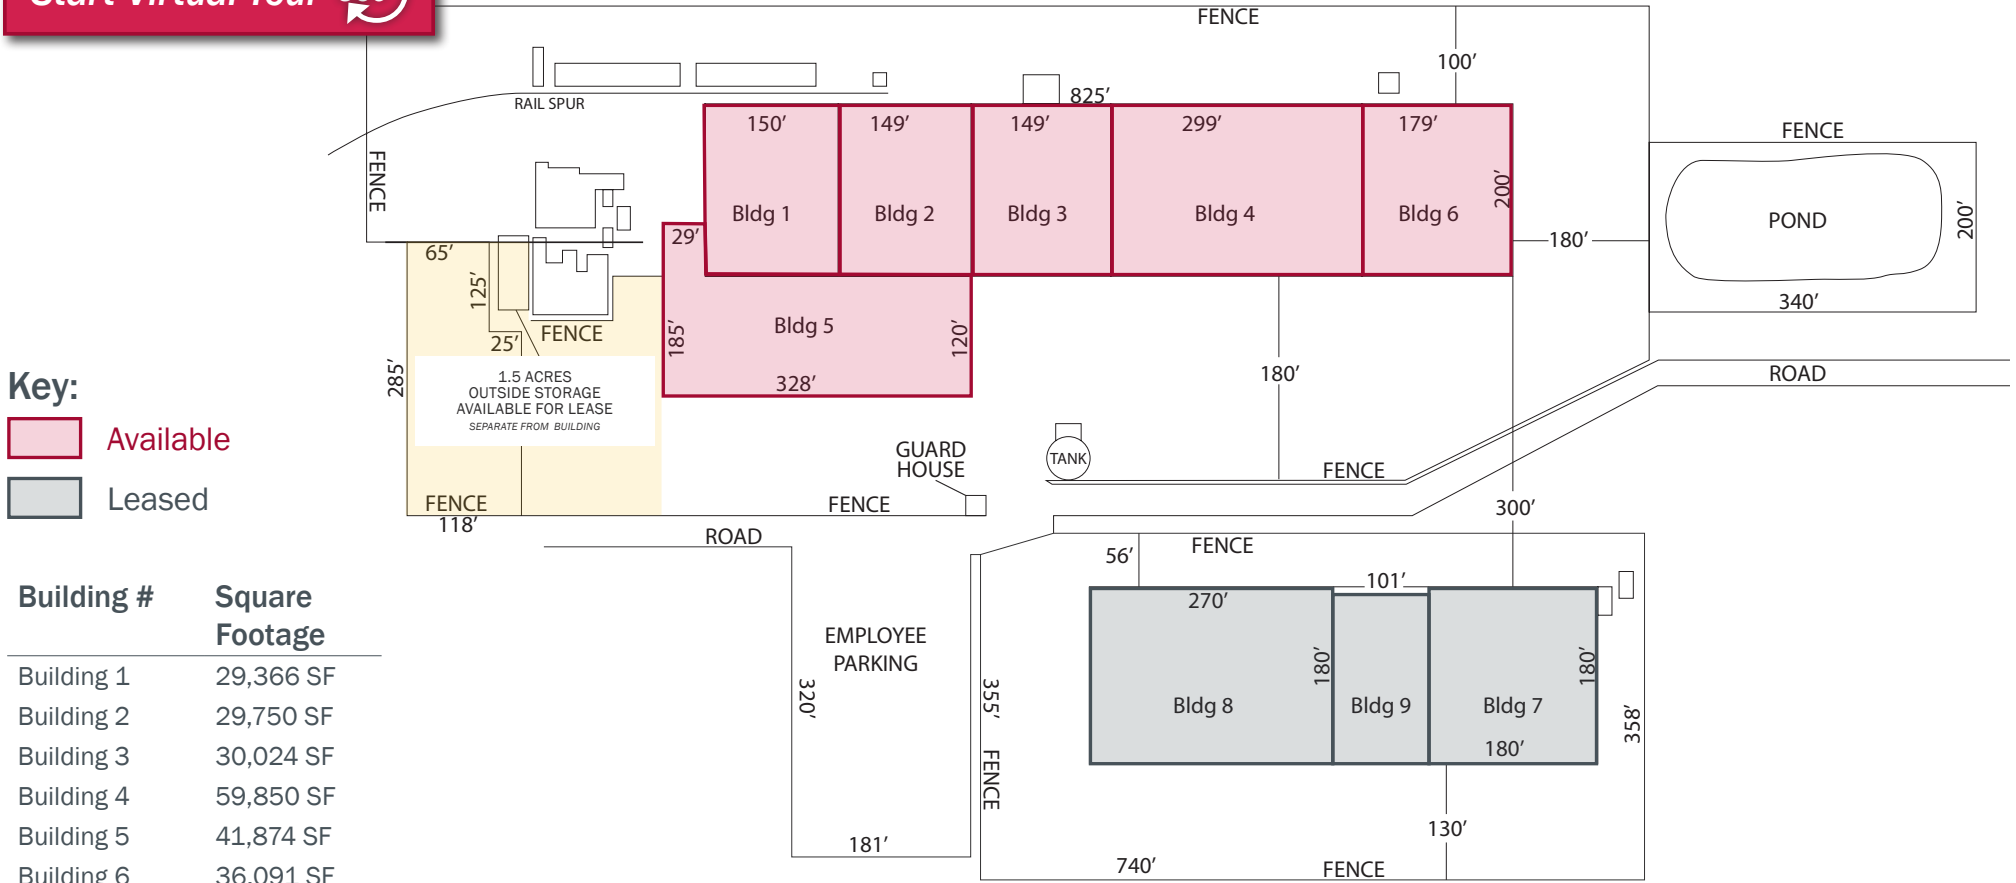 Start Virtual Tour
FENCE
100'
RAIL SPUR
825'
150'
149'
149'
299'
179'
FENCE
FENCE
200'
Bldg 1
Bldg 2
Bldg 3
Bldg 4
Bldg 6
POND
200'
29'
180'
65'
125'
340'
FENCE
25'
185'
Bldg 5
120'
285'
328'
180'
ROAD
1.5 ACRES
OUTSIDE STORAGE
AVAILABLE FOR LEASE
SEPARATE FROM BUILDING
Key:
Available
Leased
GUARD
HOUSE
TANK
FENCE
FENCE
118'
FENCE
300'
ROAD
56'
FENCE
101'
270'
EMPLOYEE
PARKING
180'
180'
320'
355'
FENCE
Bldg 8
Bldg 9
Bldg 7
180'
358'
130'
181'
740'
FENCE
Building #
Square
Footage
Building 1 29,366 SF
Building 2 29,750 SF
Building 3 30,024 SF
Building 4 59,850 SF
Building 5 41,874 SF
Building 6 36,091 SF